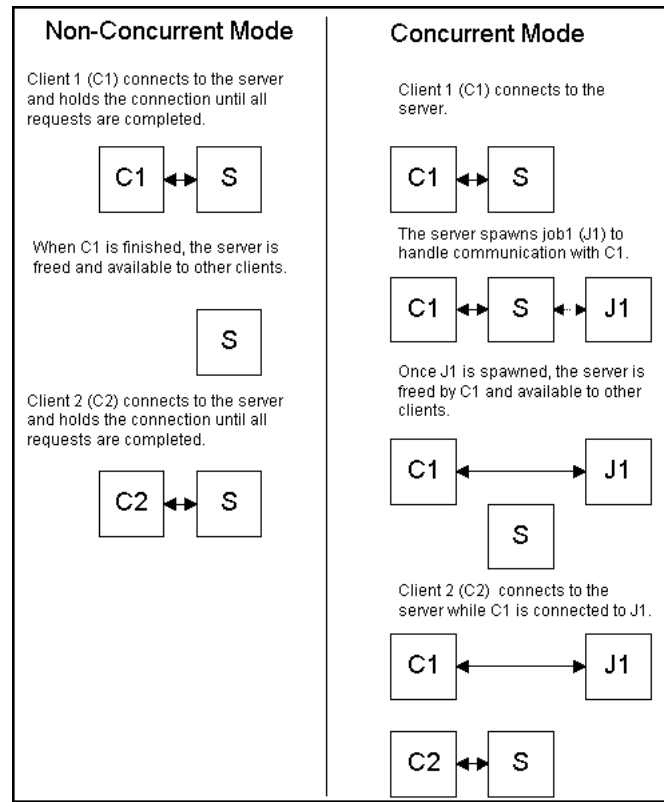 Non-Concurrent Mode
Client 1 (C1) connects to the server
and holds the connection until all
requests are completed.
C1 S
When C1 is finished, the server is
freed and available to other clients.
S
Client 2 (C2) connects to the server
and holds the connection until all
requests are completed.
C2 S
Concurrent Mode
Client 1 (C1) connects to the
server.
C1 S
The server spawns job1 (J1) to
handle communication with C1.
C1 S J1
Once J1 is spawned, the server is
freed by C1 and available to other
clients.
C1 J1
S
Client 2 (C2) connects to the
server while C1 is connected to J1.
C1 J1
C2 S